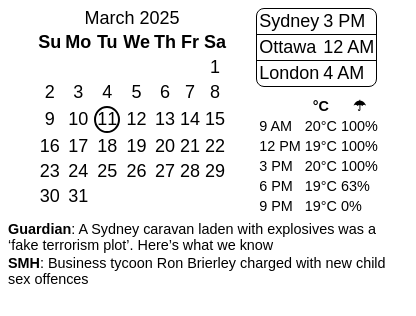 March 2025
Su Mo Tu We Th Fr Sa
1
2 3 4 5 6 7 8
9 10 11 12 13 14 15
16 17 18 19 20 21 22
23 24 25 26 27 28 29
30 31
Sydney 3 PM
Ottawa 12 AM
London 4 AM
°C ☂
9 AM 20°C 100%
12 PM 19°C 100%
3 PM 20°C 100%
6 PM 19°C 63%
9 PM 19°C 0%
Guardian: A Sydney caravan laden with explosives was a
‘fake terrorism plot’. Here’s what we know
SMH: Business tycoon Ron Brierley charged with new child
sex offences